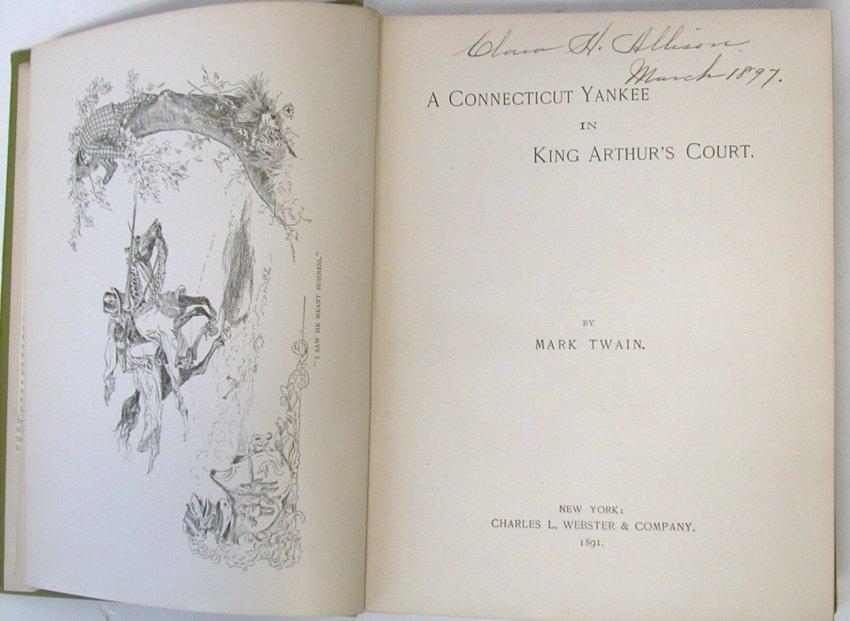 "I SAW HE MEANT BUSINESS."
Clara H. Allison.
March 1897.
A CONNECTICUT YANKEE
IN
KING ARTHUR'S COURT.
BY
MARK TWAIN.
NEW YORK:
CHARLES L. WEBSTER & COMPANY.
1891.